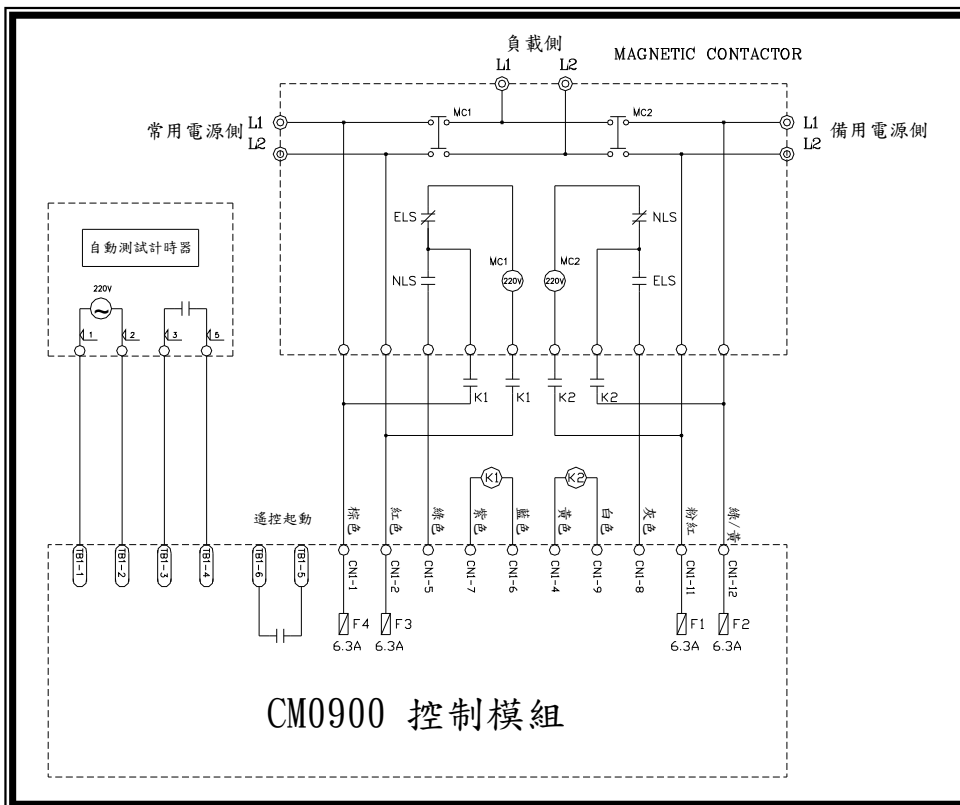 負載側
MAGNETIC CONTACTOR
L1
L2
常用電源側
L1
L2
MC1
MC2
L1
L2
備用電源側
自動測試計時器
220V
1
2
3
5
ELS
NLS
MC1
220V
MC2
220V
NLS
ELS
K1
K1
K2
K2
K1
K2
遙控起動
棕色
紅色
綠色
紫色
藍色
黃色
白色
灰色
粉紅
綠/黃
TB1-1
TB1-2
TB1-3
TB1-4
TB1-6
TB1-5
CN1-1
CN1-2
CN1-5
CN1-7
CN1-6
CN1-4
CN1-9
CN1-8
CN1-11
CN1-12
F4
6.3A
F3
6.3A
F1
6.3A
F2
6.3A
CM0900 控制模組